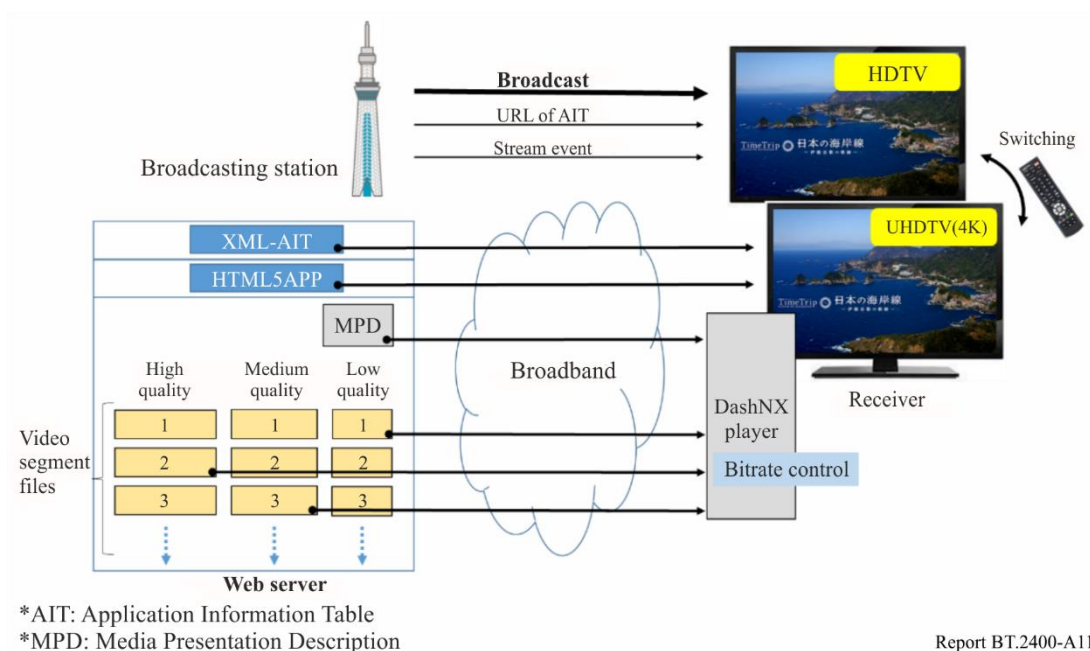 Broadcasting station
Broadcast
URL of AIT
Stream event
HDTV
TimeTrip 日本の海岸線
Switching
UHDTV(4K)
TimeTrip 日本の海岸線
XML-AIT
HTML5APP
MPD
Broadband
DashNX
player
Bitrate control
Receiver
High
quality
Medium
quality
Low
quality
Video
segment
files
1 1 1
2 2 2
3 3 3
Web server
*AIT: Application Information Table
*MPD: Media Presentation Description
Report BT.2400-A11